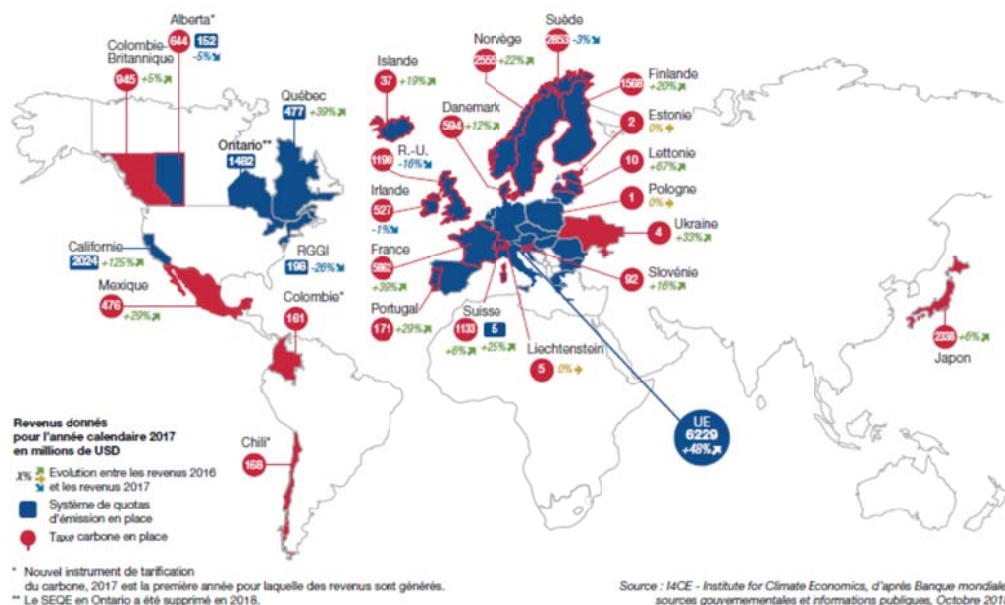 Alberta*
644 152
-5%
Colombie-
Britannique
945 +5%
Québec
477 +39%
Ontario**
1482
Californie
2024 +125%
RGGI
198 -26%
Mexique
476
+29%
Colombie*
161
Chili*
168
Islande
37 +19%
Norvège
2555 +22%
Suède
2853 -3%
Finlande
1568
+20%
Danemark
594 +12%
Estonie
2
0%
R.-U.
-16%
Lettonie
10
+67%
Irlande
527
-1%
Pologne
1
0%
Ukraine
4
+33%
France
+39%
Slovénie
92
+16%
Portugal
171 +29%
Suisse
1133
+6% +25%
Liechtenstein
5 0%
UE
6229
+48%
+6%
Japon
Revenus donnés
pour l'année calendaire 2017
en millions de USD
X% Evolution entre les revenus 2016
et les revenus 2017
Système de quotas
d'émission en place
Taxe carbone en place
* Nouvel instrument de tarification
du carbone, 2017 est la première année pour laquelle des revenus sont générés.
** Le SEQE en Ontario a été supprimé en 2018.
Source : I4CE - Institute for Climate Economics, d'après Banque mondiale
sources gouvernementales et nformations publiques, Octobre